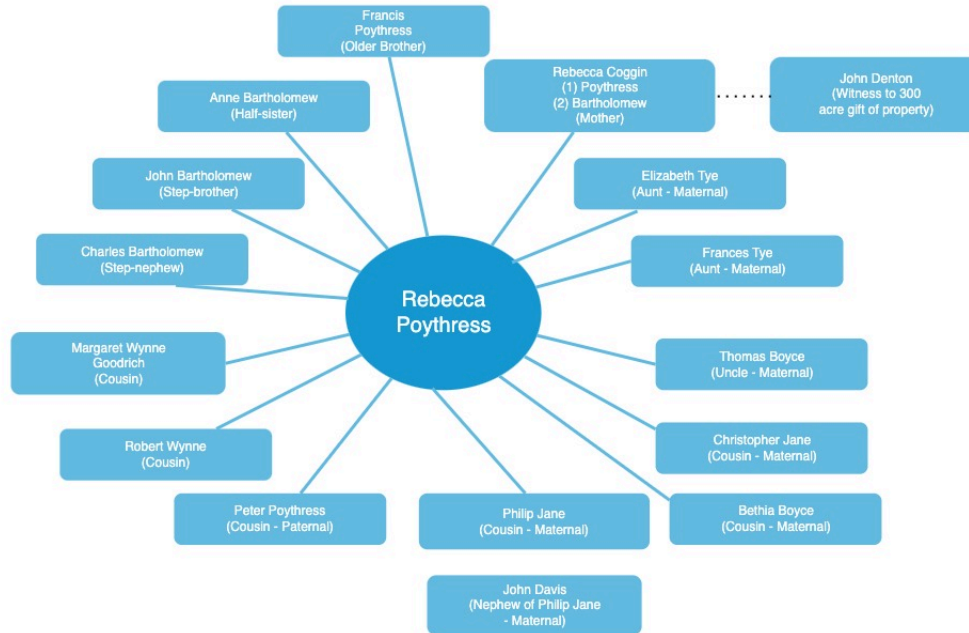 Francis
Poythress
(Older Brother)
Rebecca Coggin
(1) Poythress
(2) Bartholomew
(Mother)
John Denton
(Witness to 300
acre gift of property)
Anne Bartholomew
(Half-sister)
John Bartholomew
(Step-brother)
Elizabeth Tye
(Aunt - Maternal)
Charles Bartholomew
(Step-nephew)
Frances Tye
(Aunt - Maternal)
Rebecca
Poythress
Margaret Wynne
Goodrich
(Cousin)
Thomas Boyce
(Uncle - Maternal)
Robert Wynne
(Cousin)
Christopher Jane
(Cousin - Maternal)
Peter Poythress
(Cousin - Paternal)
Philip Jane
(Cousin - Maternal)
Bethia Boyce
(Cousin - Maternal)
John Davis
(Nephew of Philip Jane
- Maternal)